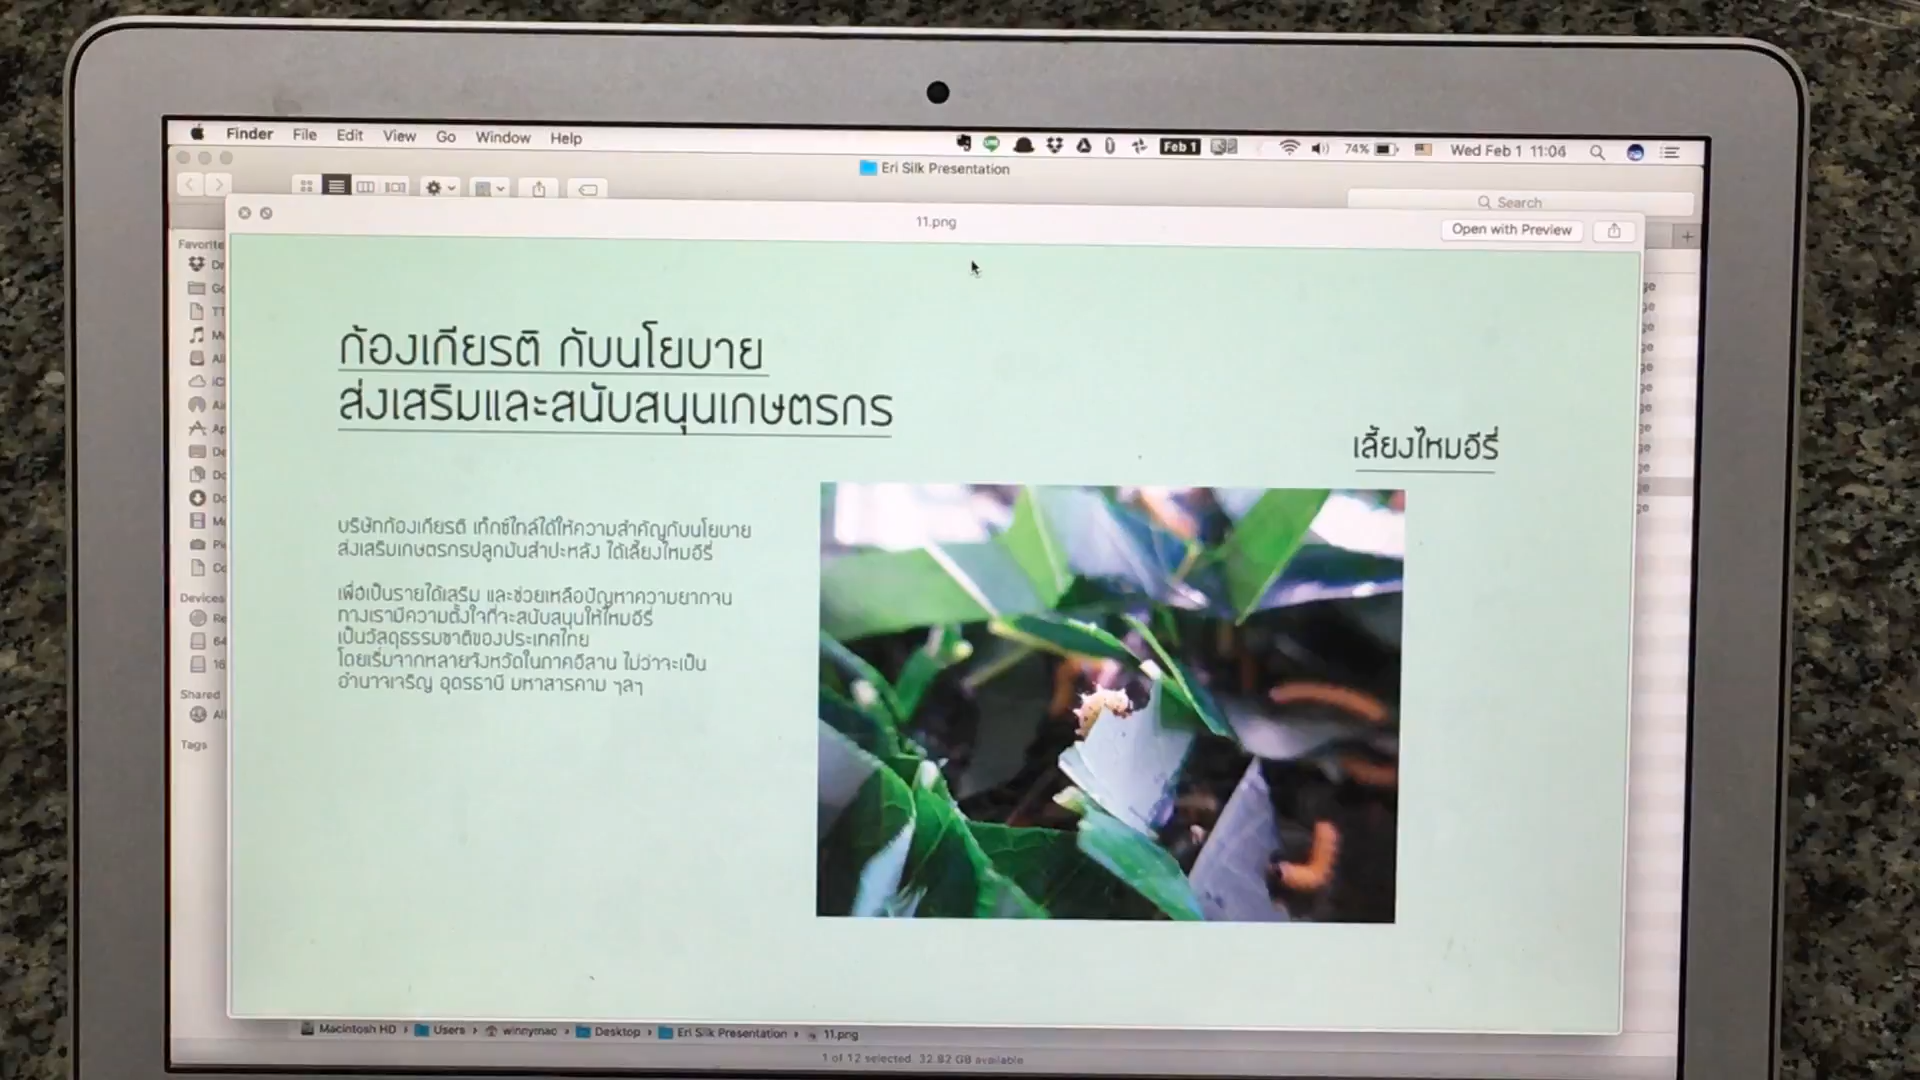 Finder File Edit View Go Window Help
Feb 1
74%
Wed Feb 1 11:04
Eri Silk Presentation
Search
11.png
Open with Preview
Favorite
Devices
Shared
Tags
ก้องเกียรติ กับนโยบาย
ส่งเสริมและสนับสนุนเกษตรกร
เลี้ยงไหมอีรี่
บริษัทก้องเกียรติ เท็กซ์ไทล์ได้ให้ความสำคัญกับนโยบาย
ส่งเสริมเกษตรกรปลูกมันสำปะหลัง ได้เลี้ยงไหมอีรี่
เพื่อเป็นรายได้เสริม และช่วยเหลือปัญหาความยากจน
ทางเรามีความตั้งใจที่จะสนับสนุนให้ไหมอีรี่
เป็นวัสดุธรรมชาติของประเทศไทย
โดยเริ่มจากหลายจังหวัดในภาคอีสาน ไม่ว่าจะเป็น
อำนาจเจริญ อุดรธานี มหาสารคาม ฯลฯ
Macintosh HD › Users › winnymac › Desktop › Eri Silk Presentation › 11.png
1 of 12 selected, 32.82 GB available